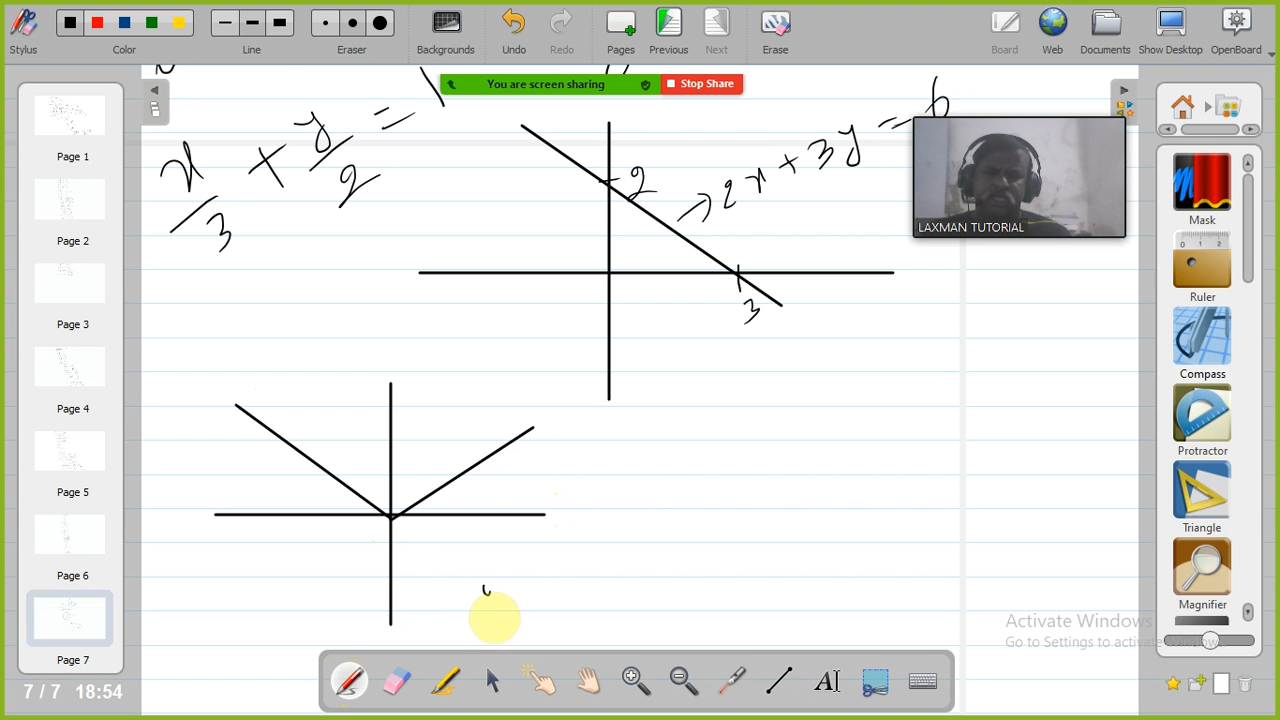 Stylus Color Line Eraser Backgrounds Undo Redo Pages Previous Next Erase Board Web Documents Show Desktop OpenBoard
You are screen sharing Stop Share
x/3 + y/2 = 1
2
→ 2x + 3y = 6
3
LAXMAN TUTORIAL
Page 1
Page 2
Page 3
Page 4
Page 5
Page 6
Page 7
7 / 7 18:54
Mask
Ruler
Compass
Protractor
Triangle
Magnifier
Activate Windows
Go to Settings to activate